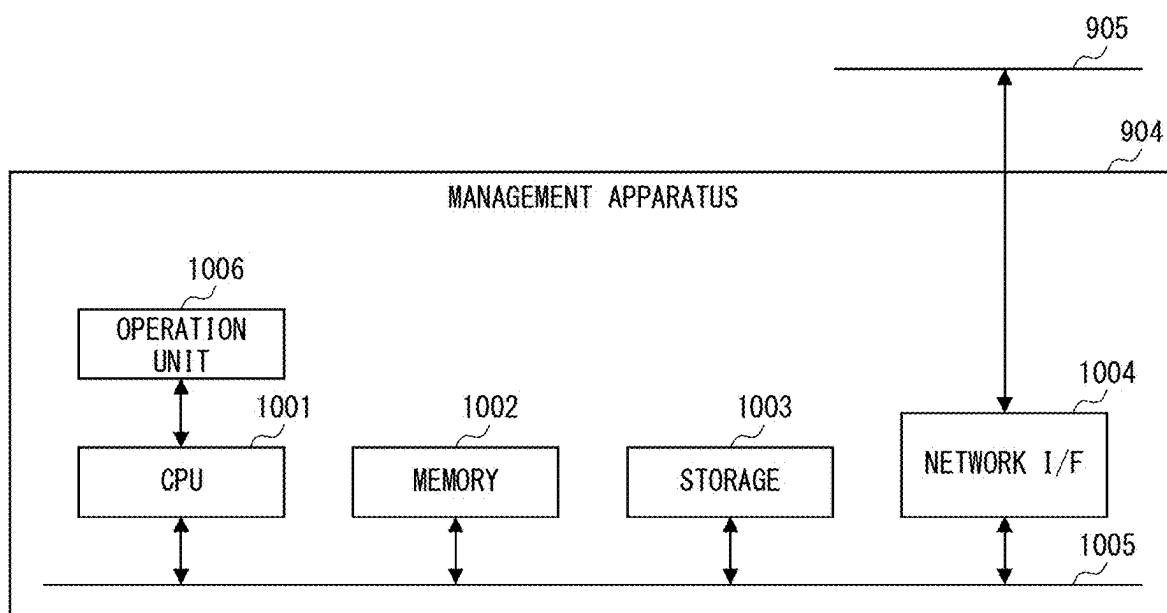 905
904
MANAGEMENT APPARATUS
1006
OPERATION
UNIT
1001
CPU
1002
MEMORY
1003
STORAGE
1004
NETWORK I/F
1005